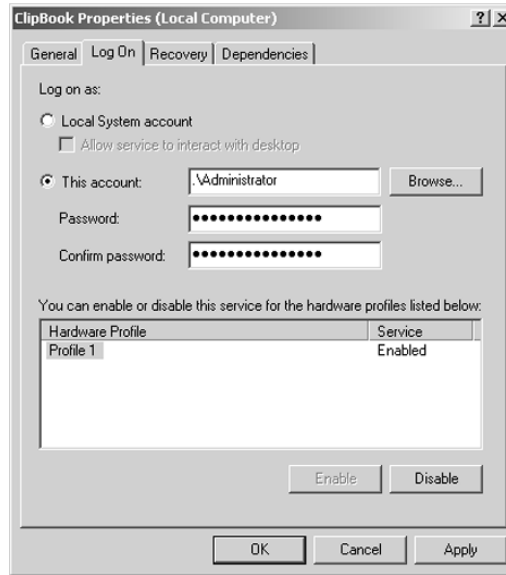 ClipBook Properties (Local Computer)
General Log On Recovery Dependencies
Log on as:
Local System account
Allow service to interact with desktop
This account: .\Administrator Browse...
Password: •••••••••••••••
Confirm password: •••••••••••••••
You can enable or disable this service for the hardware profiles listed below:
Hardware Profile Service
Profile 1 Enabled
Enable Disable
OK Cancel Apply